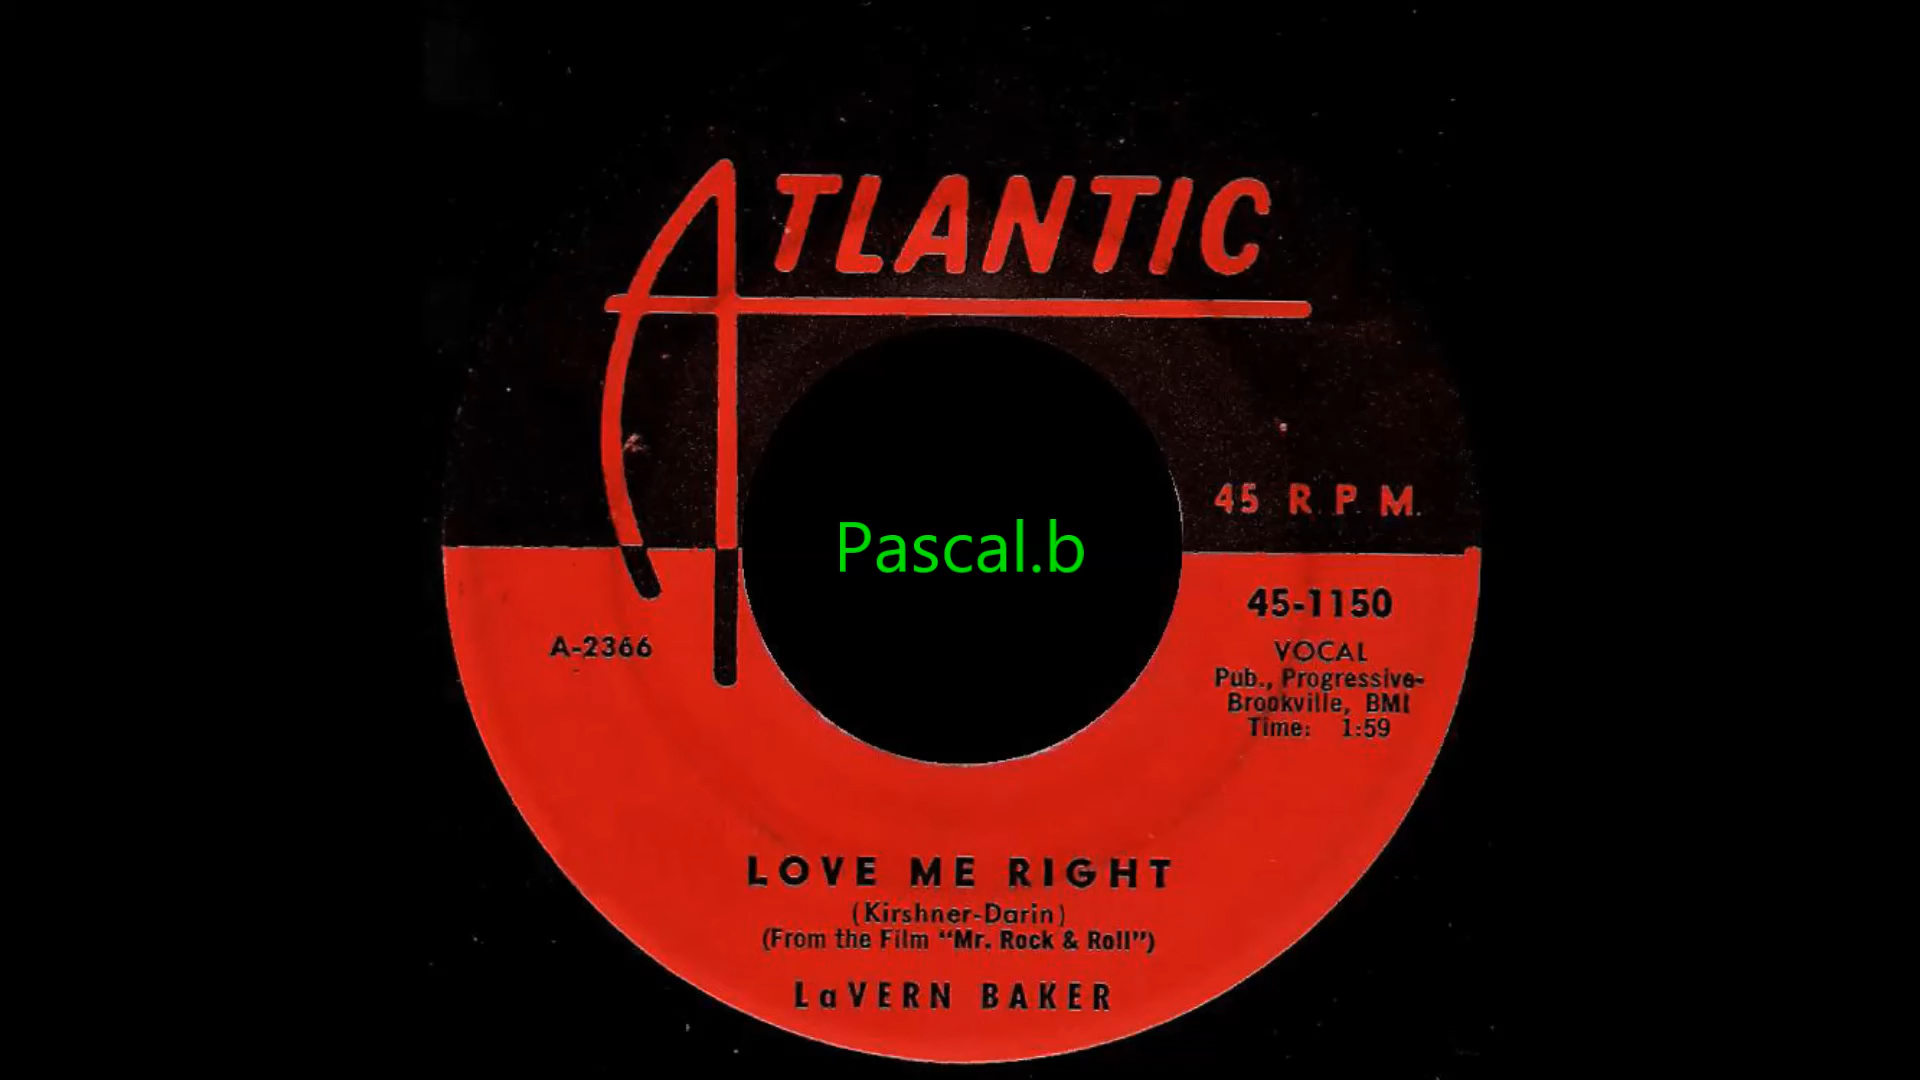 ATLANTIC
45 R.P.M.
Pascal.b
45-1150
A-2366
VOCAL
Pub., Progressive-
Brookville, BMI
Time: 1:59
LOVE ME RIGHT
(Kirshner-Darin)
(From the Film "Mr. Rock & Roll")
LaVERN BAKER